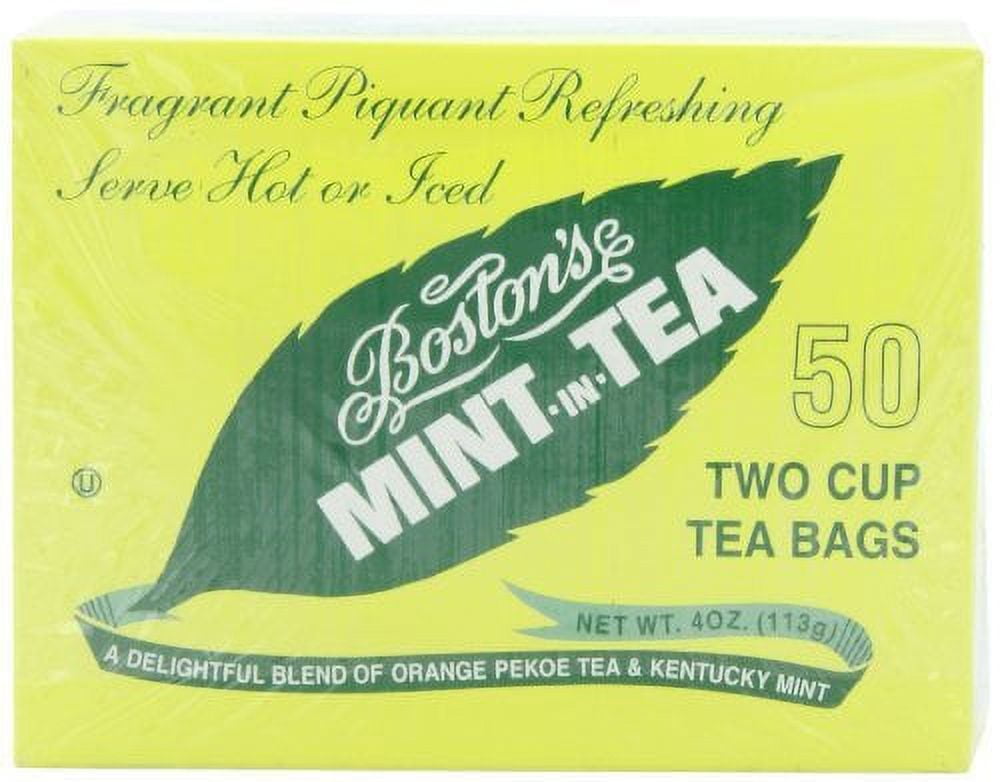 Fragrant Piquant Refreshing
Serve Hot or Iced
Boston's
MINT-IN-TEA
50
TWO CUP
TEA BAGS
U
NET WT. 4OZ. (113g)
A DELIGHTFUL BLEND OF ORANGE PEKOE TEA & KENTUCKY MINT